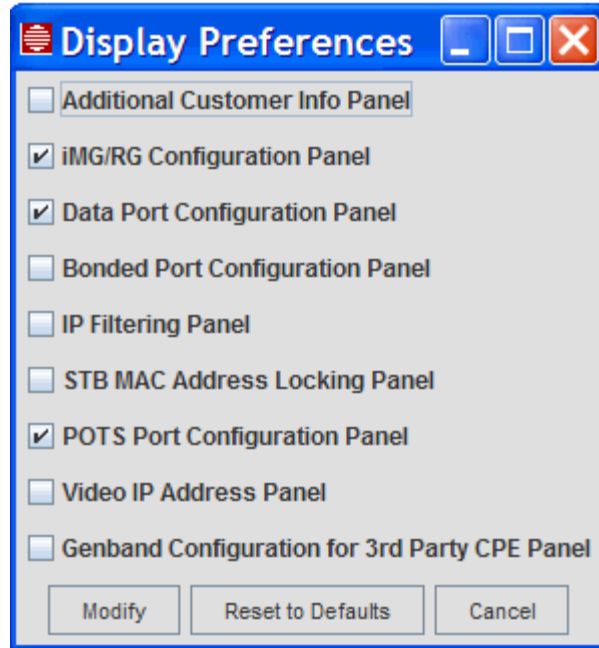 Display Preferences
Additional Customer Info Panel
iMG/RG Configuration Panel
Data Port Configuration Panel
Bonded Port Configuration Panel
IP Filtering Panel
STB MAC Address Locking Panel
POTS Port Configuration Panel
Video IP Address Panel
Genband Configuration for 3rd Party CPE Panel
Modify Reset to Defaults Cancel